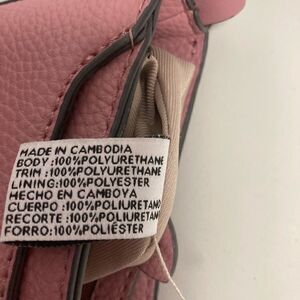 MADE IN CAMBODIA
BODY :100%POLYURETHANE
TRIM :100%POLYURETHANE
LINING:100%POLYESTER
HECHO EN CAMBOYA
CUERPO :100%POLIURETANO
RECORTE :100%POLIURETANO
FORRO:100%POLIÉSTER